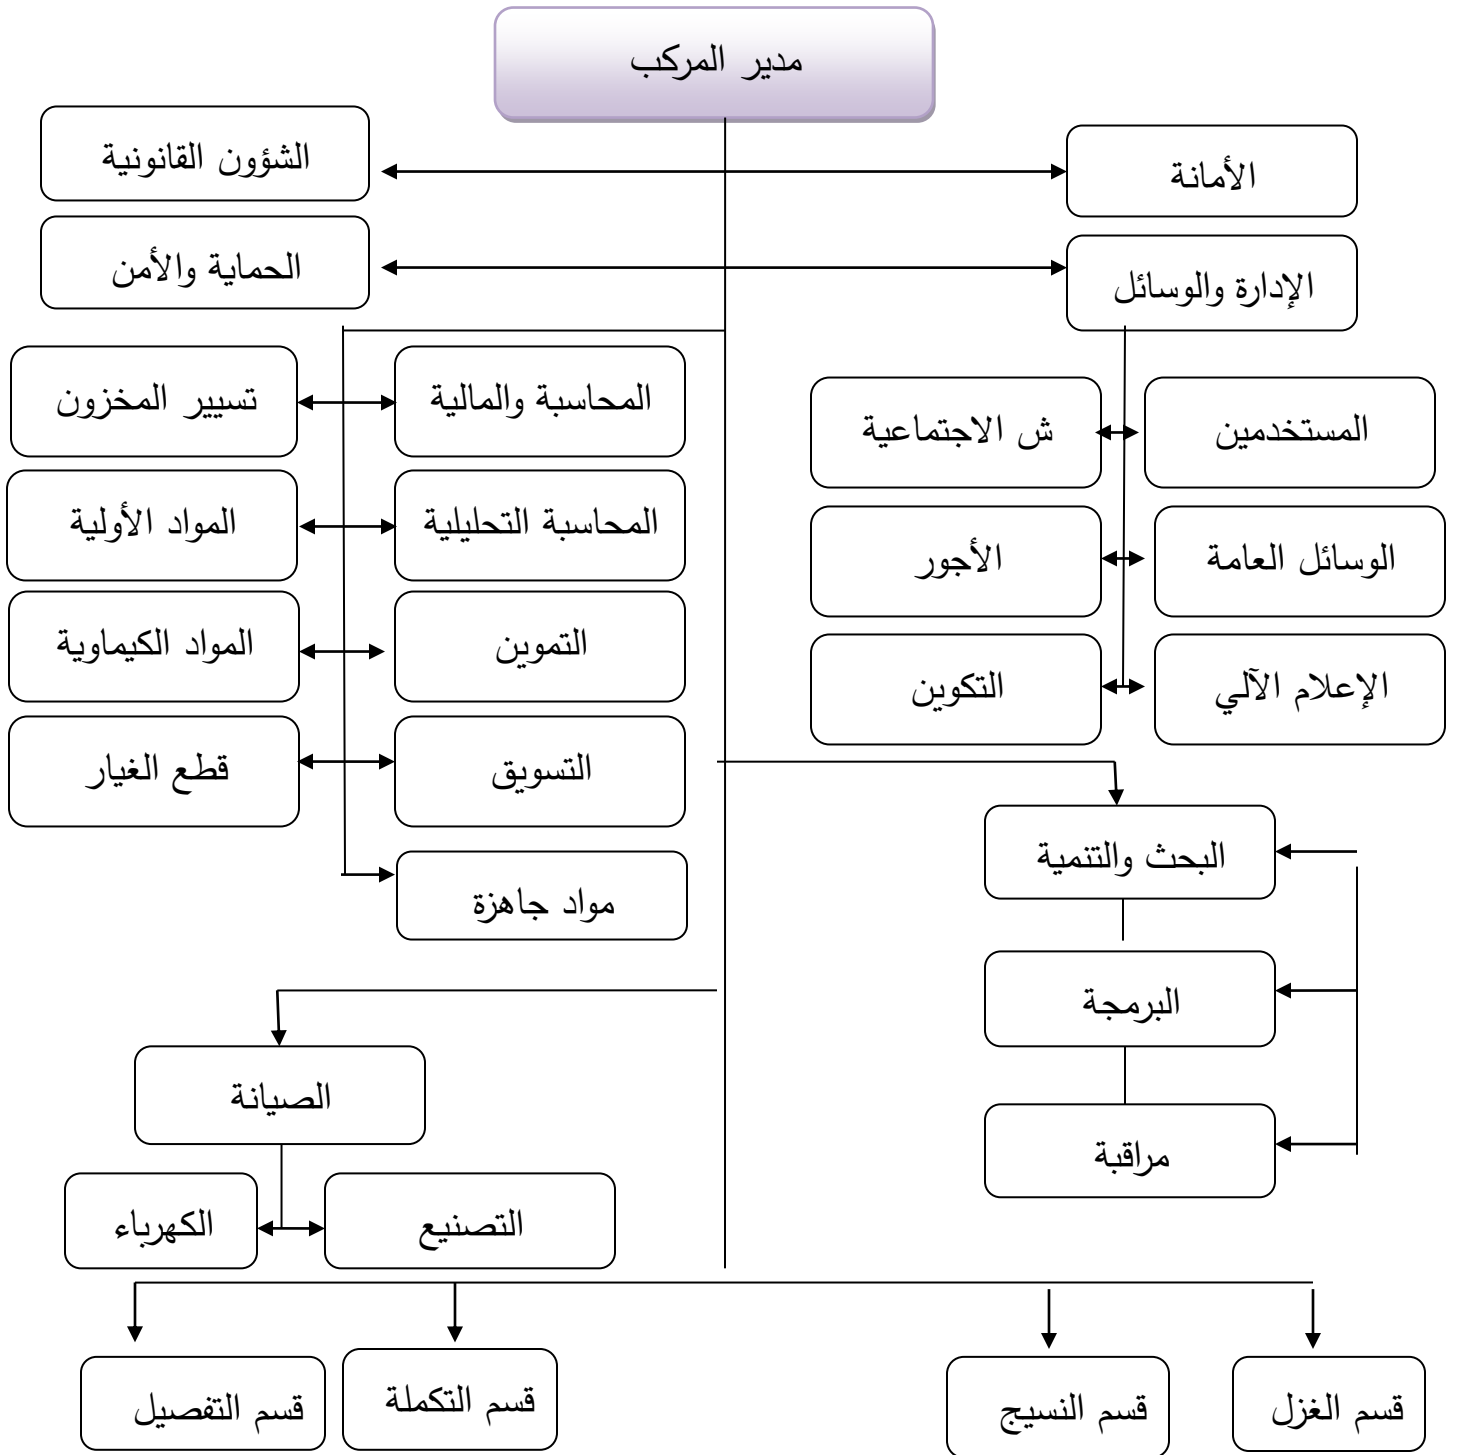 مدير المركب
الأمانة
الشؤون القانونية
الإدارة والوسائل
الحماية والأمن
المستخدمين
ش الاجتماعية
المحاسبة والمالية
تسيير المخزون
الوسائل العامة
الأجور
المحاسبة التحليلية
المواد الأولية
الإعلام الآلي
التكوين
التموين
المواد الكيماوية
التسويق
قطع الغيار
البحث والتنمية
مواد جاهزة
البرمجة
الصيانة
مراقبة
التصنيع
الكهرباء
قسم الغزل
قسم النسيج
قسم التكملة
قسم التفصيل